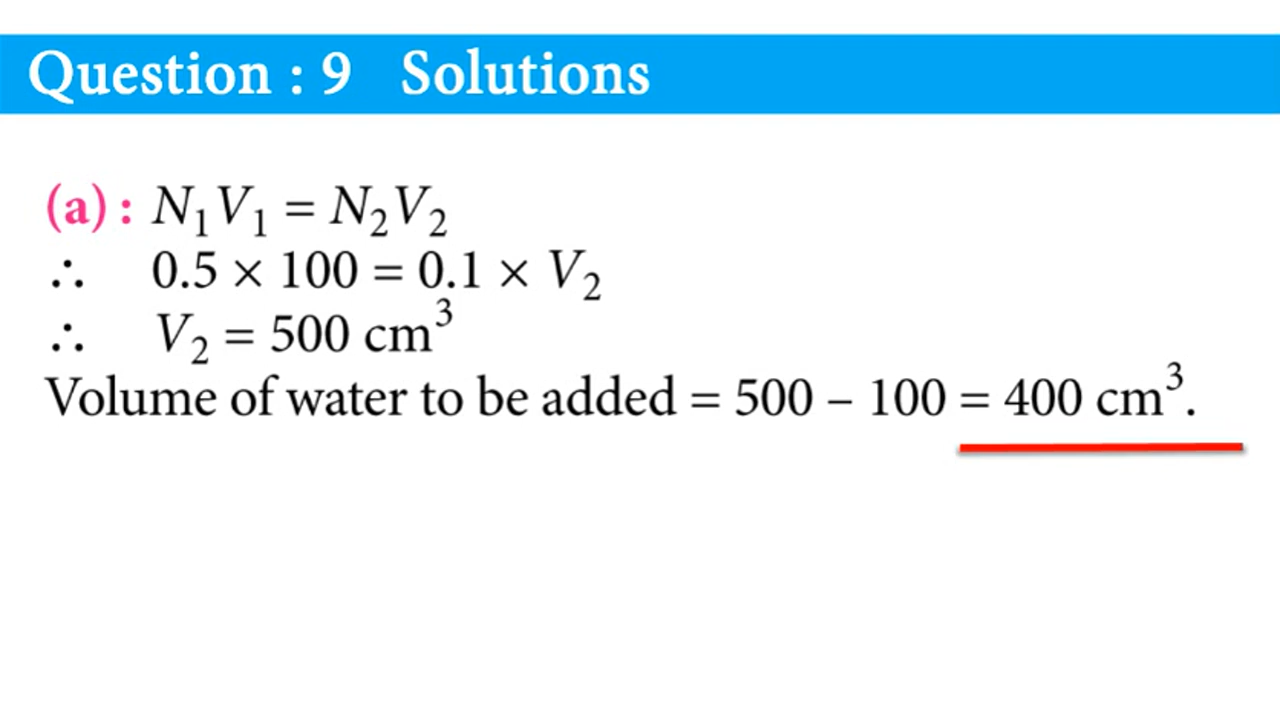 Question : 9 Solutions
(a) : N₁V₁ = N₂V₂
∴ 0.5 × 100 = 0.1 × V₂
∴ V₂ = 500 cm³
Volume of water to be added = 500 – 100 = 400 cm³.